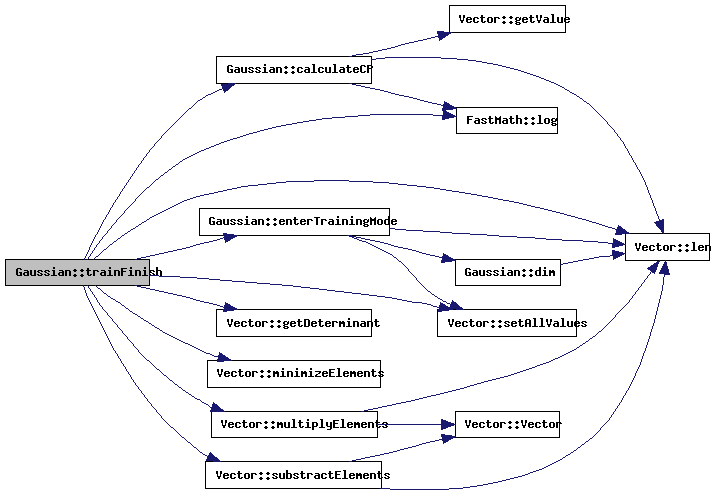 Vector::getValue
Gaussian::calculateCP
FastMath::log
Gaussian::enterTrainingMode
Vector::len
Gaussian::trainFinish
Gaussian::dim
Vector::getDeterminant
Vector::setAllValues
Vector::minimizeElements
Vector::multiplyElements
Vector::Vector
Vector::substractElements